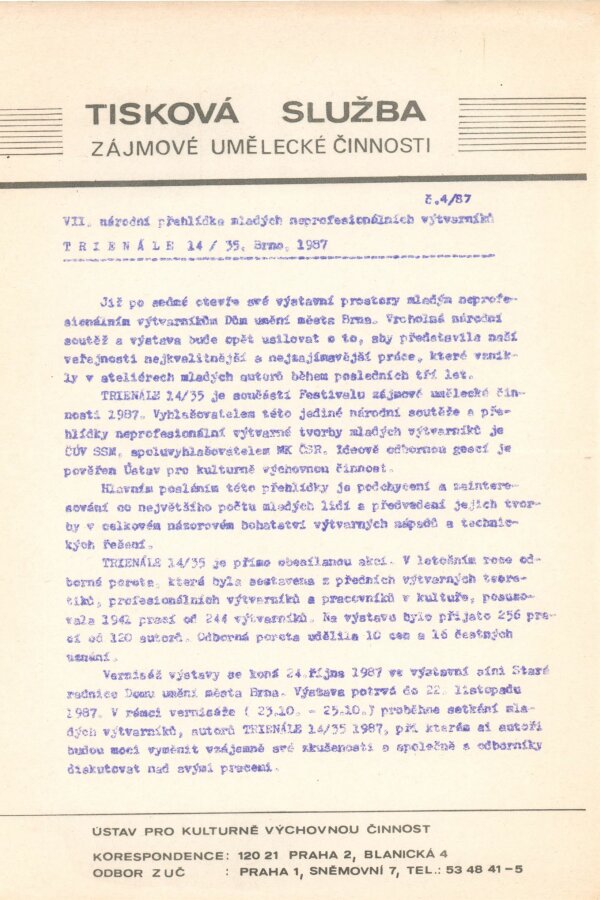 TISKOVÁ SLUŽBA
ZÁJMOVÉ UMĚLECKÉ ČINNOSTI
č.4/87
VII. národní přehlídka mladých neprofesionálních výtvarníků
T R I E N Á L E 14 / 35, Brno, 1987
Již po sedmé otevře své výstavní prostory mladým neprofe-
sionálním výtvarníkům Dům umění města Brna. Vrcholná národní
soutěž a výstava bude opět usilovat o to, aby představila naší
veřejnosti nejkvalitnější a nejzajímavější práce, které vznik-
ly v ateliérech mladých autorů během posledních tří let.
TRIENÁLE 14/35 je součástí Festivalu zájmové umělecké čin-
nosti 1987. Vyhlašovatelem této jediné národní soutěže a pře-
hlídky neprofesionální výtvarné tvorby mladých výtvarníků je
ČÚV SSM, spoluvyhlašovatelem MK ČSR. Ideově odbornou gescí je
pověřen Ústav pro kulturně výchovnou činnost.
Hlavním posláním této přehlídky je podchycení a zaintere-
sování co největšího počtu mladých lidí a předvedení jejich tvor-
by v celkovém názorovém bohatství výtvarných zápasů a technic-
kých řešení.
TRIENÁLE 14/35 je přímo obesílanou akcí. V letošním roce od-
borná porota, která byla sestavena z předních výtvarných teore-
tiků, profesionálních výtvarníků a pracovníků v kultuře, posuzo-
vala 1941 prací od 244 výtvarníků. Na výstavu bylo přijato 256 pra-
cí od 120 autorů. Odborná porota udělila 10 cen a 16 čestných
uznání.
Vernisáž výstavy se koná 24.října 1987 ve výstavní síni Stará
radnice Domu umění města Brna. Výstava potrvá do 22. listopadu
1987. V rámci vernisáže ( 23.10. - 25.10.) proběhne setkání mla-
dých výtvarníků, autorů TRIENÁLE 14/35 1987, při kterém si autoři
budou moci vyměnit vzájemně své zkušenosti a společně s odborníky
diskutovat nad svými pracemi.
ÚSTAV PRO KULTURNĚ VÝCHOVNOU ČINNOST
KORESPONDENCE: 120 21 PRAHA 2, BLANICKÁ 4
ODBOR ZUČ : PRAHA 1, SNĚMOVNÍ 7, TEL.: 53 48 41-5